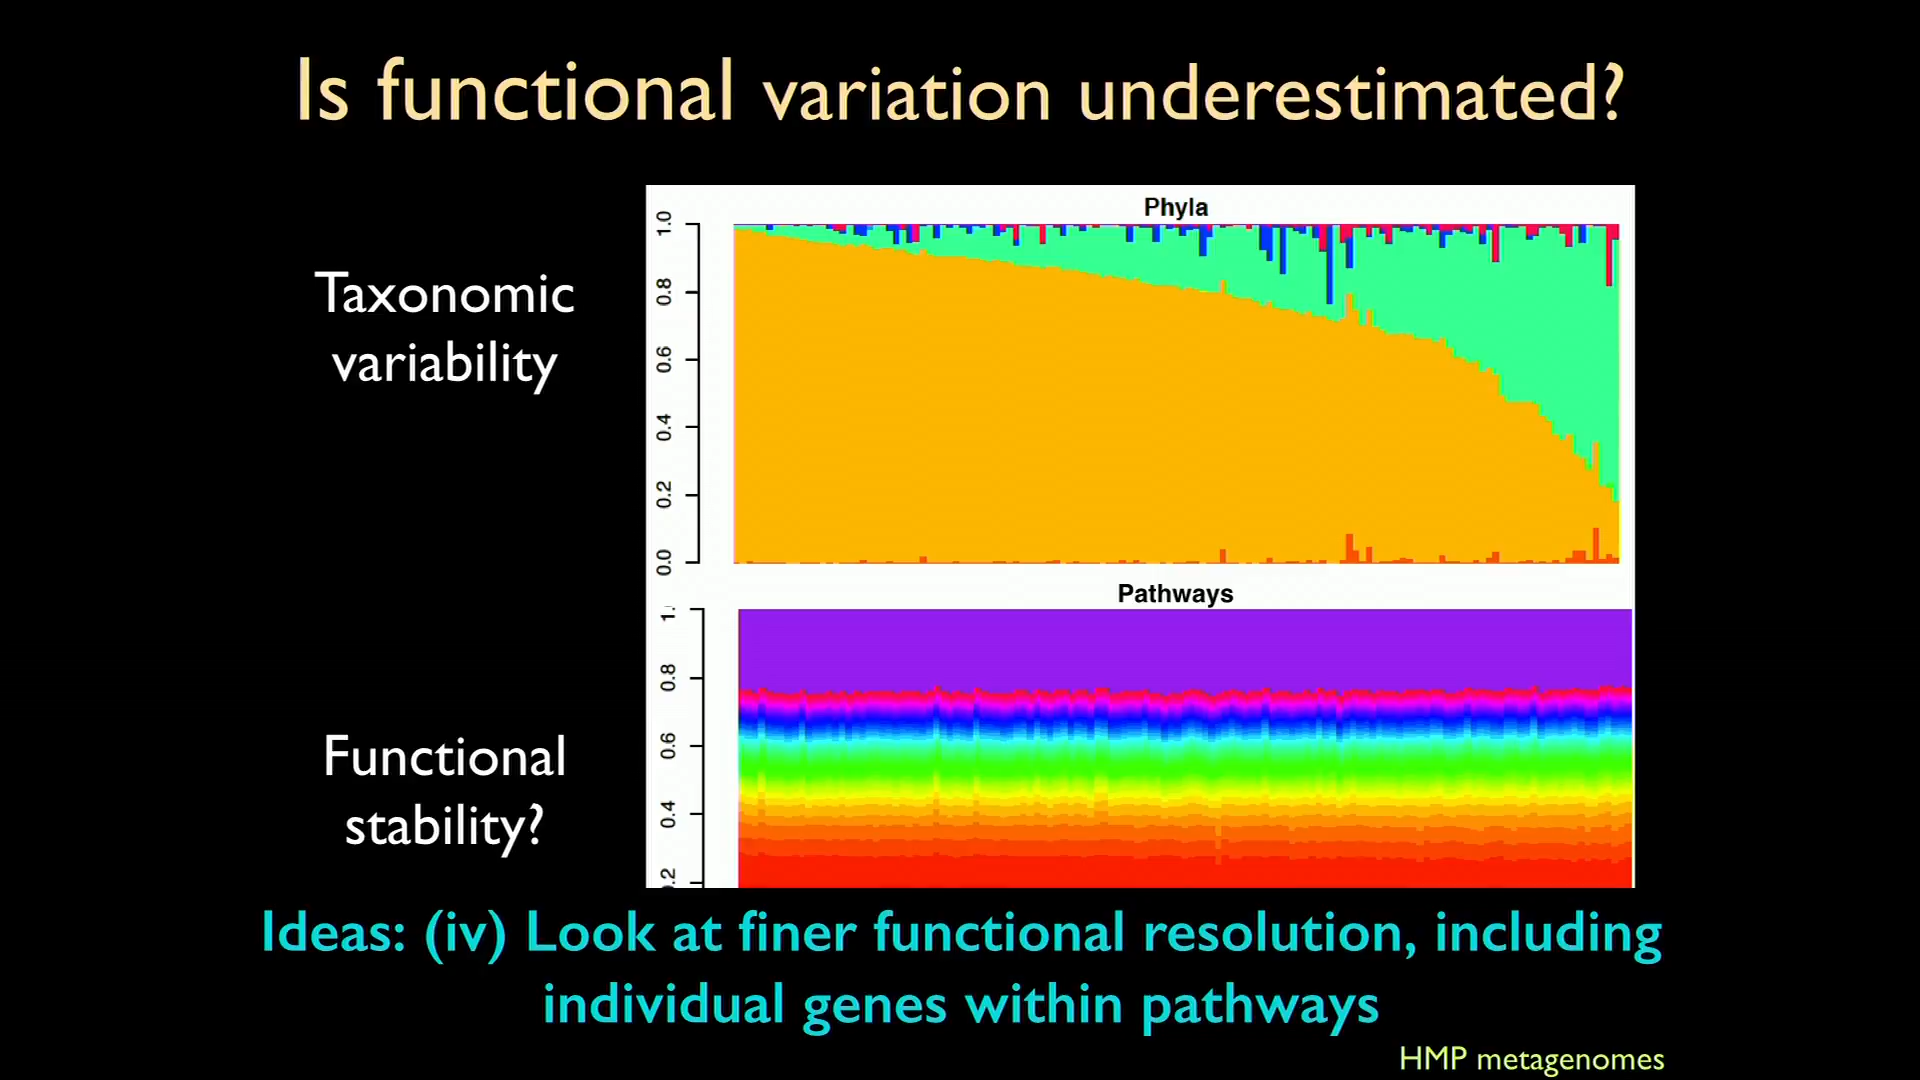 Is functional variation underestimated?
Taxonomic
variability
Phyla
1.0
0.8
0.6
0.4
0.2
0.0
Functional
stability?
Pathways
1.
0.8
0.6
0.4
.2
Ideas: (iv) Look at finer functional resolution, including
individual genes within pathways
HMP metagenomes